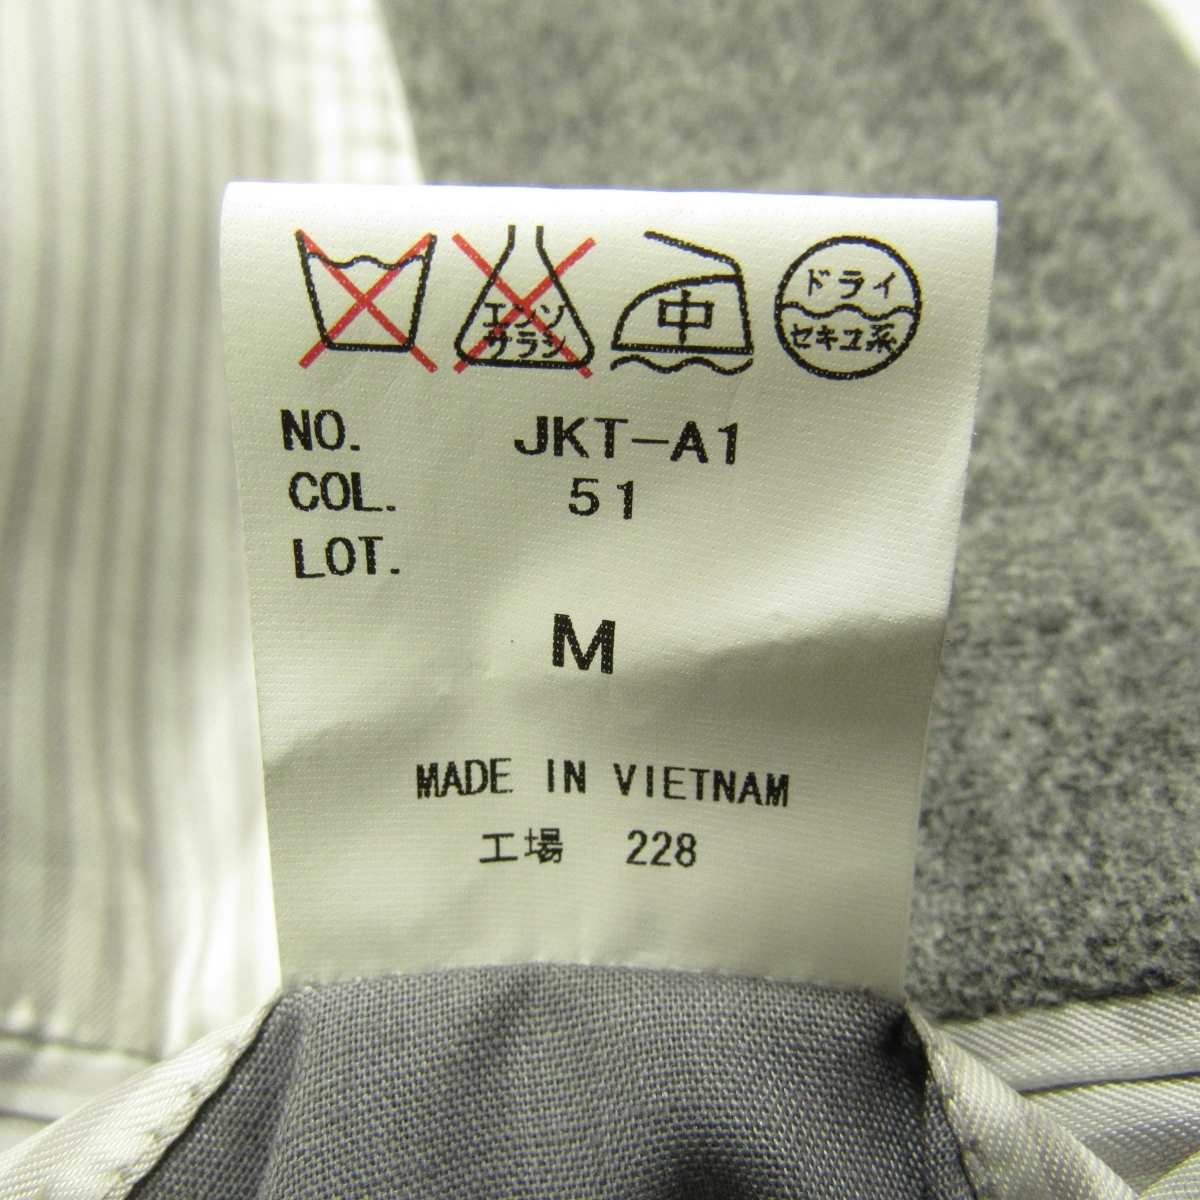 エンソ
サラシ
中
ドライ
セキユ系
NO. JKT-A1
COL. 51
LOT.
M
MADE IN VIETNAM
工場 228